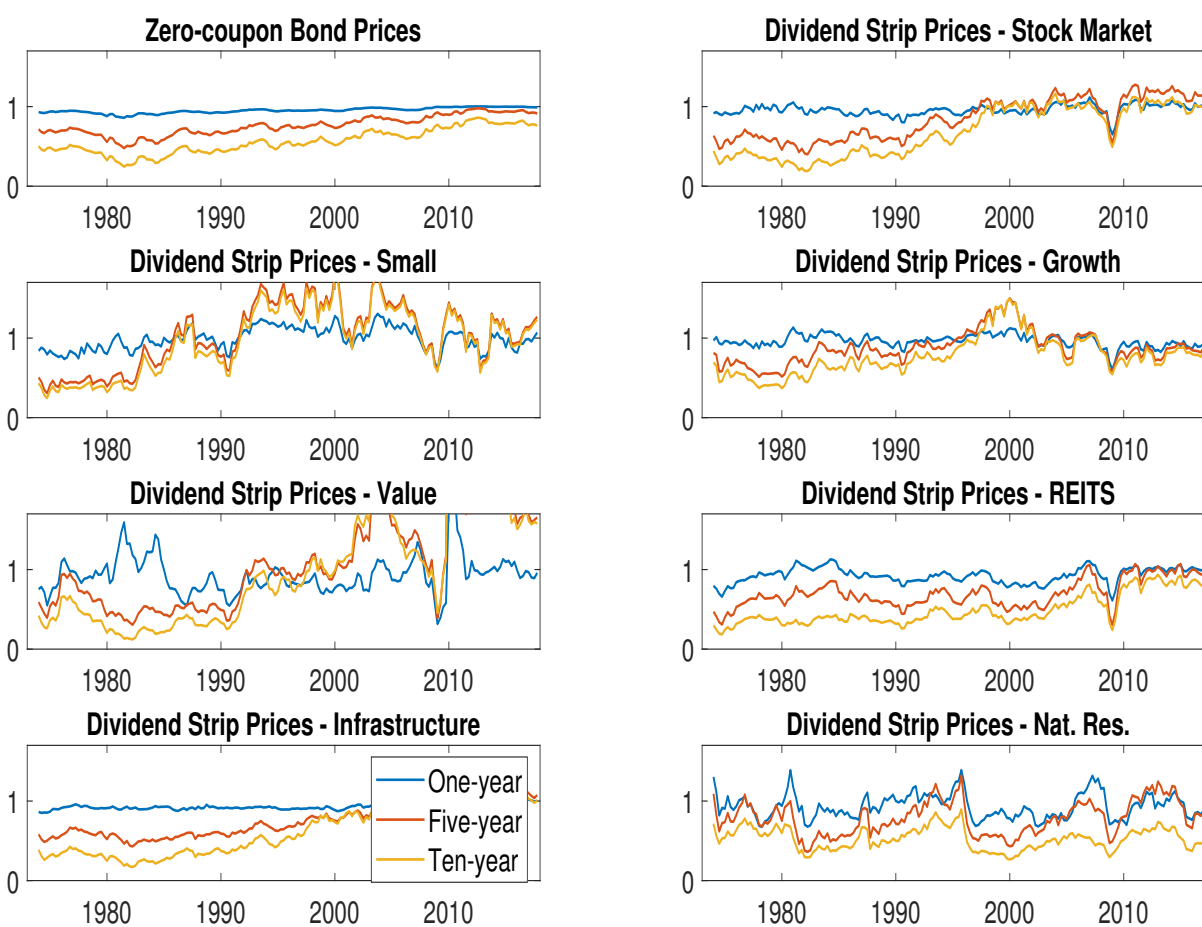 Zero-coupon Bond Prices
1
0
1980 1990 2000 2010
Dividend Strip Prices - Stock Market
1
0
1980 1990 2000 2010
Dividend Strip Prices - Small
1
0
1980 1990 2000 2010
Dividend Strip Prices - Growth
1
0
1980 1990 2000 2010
Dividend Strip Prices - Value
1
0
1980 1990 2000 2010
Dividend Strip Prices - REITS
1
0
1980 1990 2000 2010
Dividend Strip Prices - Infrastructure
1
0
1980 1990 2000 2010
One-year
Five-year
Ten-year
Dividend Strip Prices - Nat. Res.
1
0
1980 1990 2000 2010